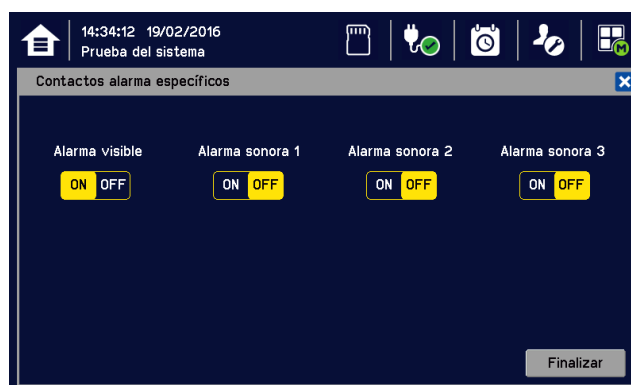 14:34:12 19/02/2016
Prueba del sistema
M
Contactos alarma específicos
Alarma visible Alarma sonora 1 Alarma sonora 2 Alarma sonora 3
ON OFF ON OFF ON OFF ON OFF
Finalizar